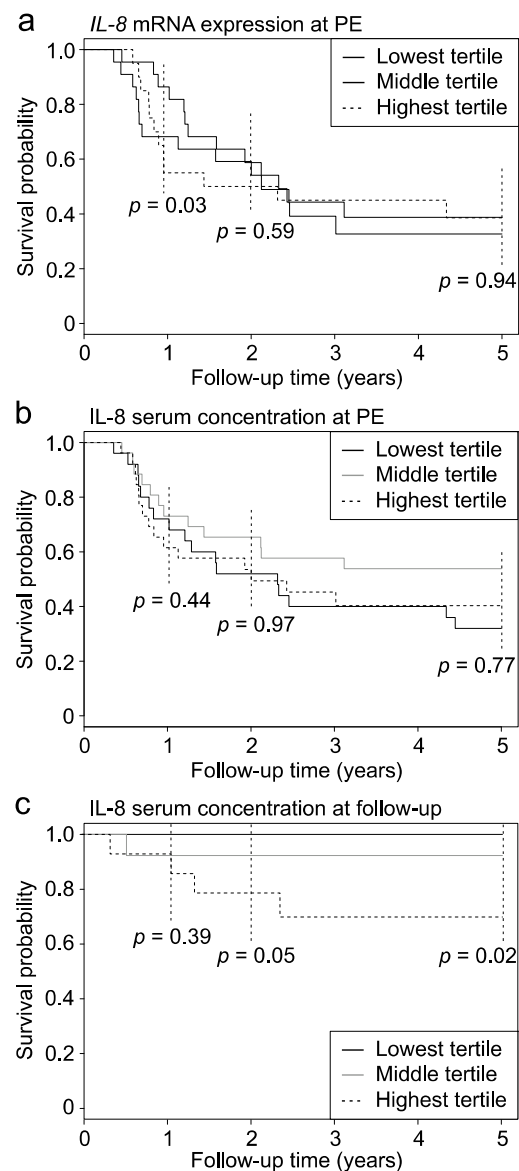 a
IL-8 mRNA expression at PE
Lowest tertile
Middle tertile
Highest tertile
Survival probability
1.0
0.8
0.6
0.4
0.2
0
p = 0.03
p = 0.59
p = 0.94
0 1 2 3 4 5
Follow-up time (years)
b
IL-8 serum concentration at PE
Lowest tertile
Middle tertile
Highest tertile
Survival probability
1.0
0.8
0.6
0.4
0.2
0
p = 0.44
p = 0.97
p = 0.77
0 1 2 3 4 5
Follow-up time (years)
c
IL-8 serum concentration at follow-up
Survival probability
1.0
0.8
0.6
0.4
0.2
0
p = 0.39
p = 0.05
p = 0.02
Lowest tertile
Middle tertile
Highest tertile
0 1 2 3 4 5
Follow-up time (years)